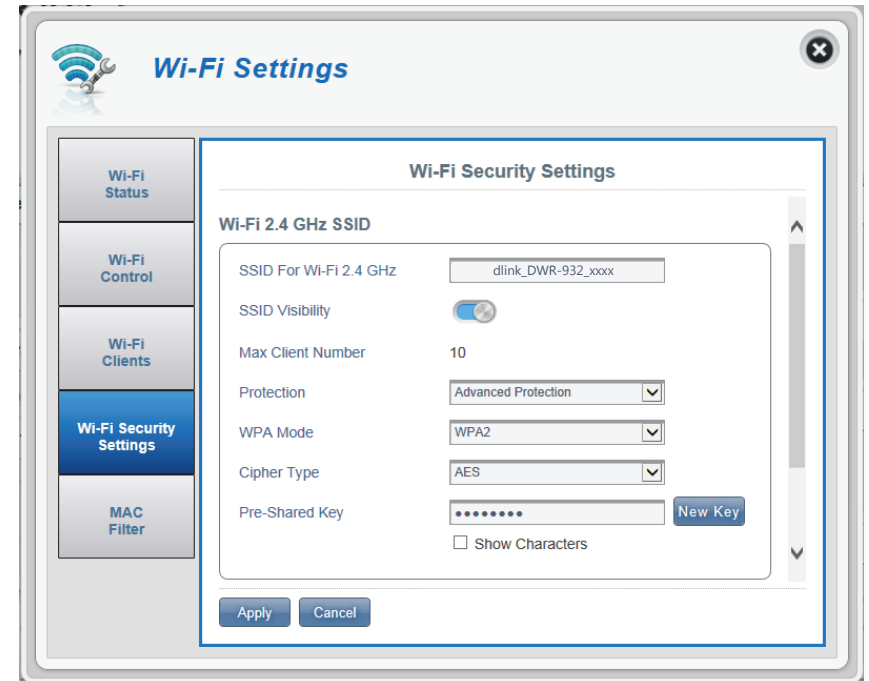 Wi-Fi Settings
Wi-Fi
Status
Wi-Fi
Control
Wi-Fi
Clients
Wi-Fi Security
Settings
MAC
Filter
Wi-Fi Security Settings
Wi-Fi 2.4 GHz SSID
SSID For Wi-Fi 2.4 GHz dlink_DWR-932_xxxx
SSID Visibility
Max Client Number 10
Protection Advanced Protection
WPA Mode WPA2
Cipher Type AES
Pre-Shared Key •••••••• New Key
Show Characters
Apply Cancel